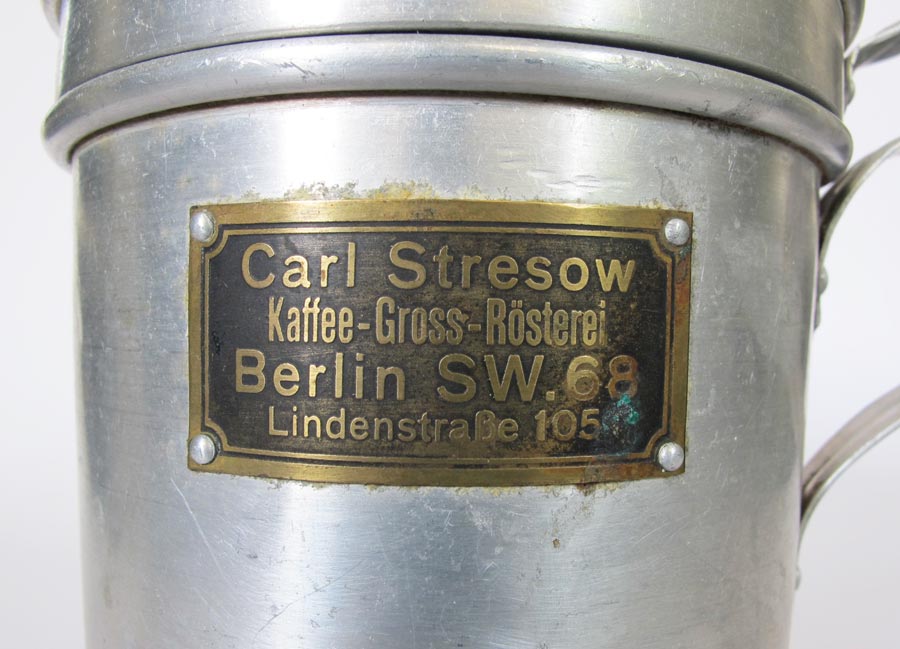 Carl Stresow
Kaffee-Gross-Rösterei
Berlin SW.68
Lindenstraße 105